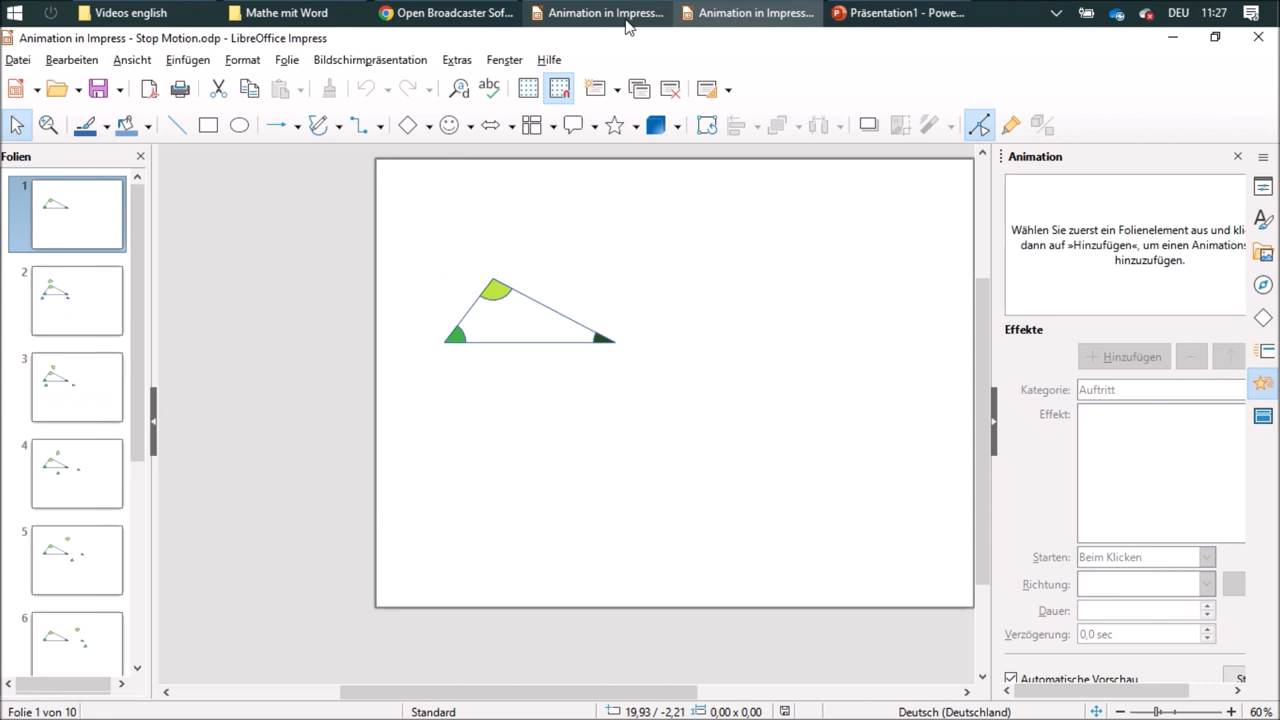 Videos english
Mathe mit Word
Open Broadcaster Sof...
Animation in Impress...
Animation in Impress...
Präsentation1 - Powe...
DEU
11:27
Animation in Impress - Stop Motion.odp - LibreOffice Impress
Datei Bearbeiten Ansicht Einfügen Format Folie Bildschirmpräsentation Extras Fenster Hilfe
abc
Folien
Animation
1
2
3
4
5
6
Wählen Sie zuerst ein Folienelement aus und kli
dann auf »Hinzufügen«, um einen Animations
hinzuzufügen.
Effekte
Hinzufügen
Kategorie: Auftritt
Effekt:
Starten: Beim Klicken
Richtung:
Dauer:
Verzögerung: 0,0 sec
Automatische Vorschau St
Folie 1 von 10
Standard
19,93 / -2,21
0,00 x 0,00
Deutsch (Deutschland)
60%